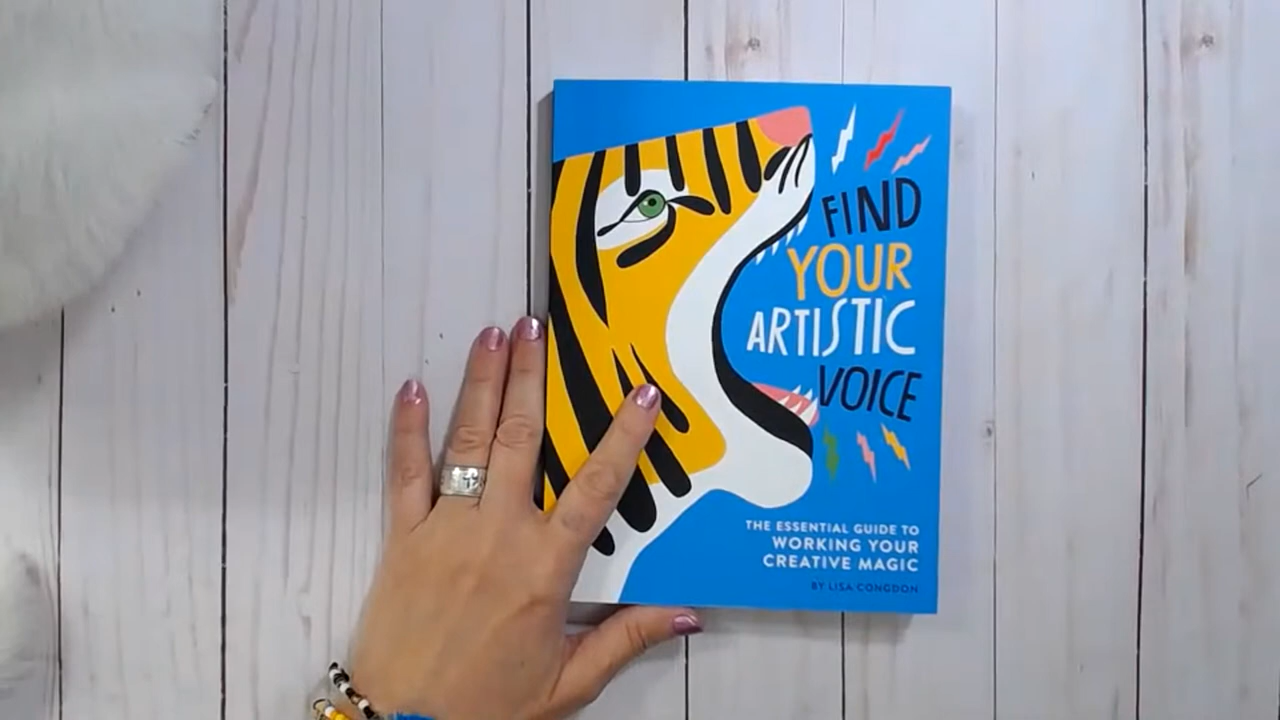 FIND
YOUR
ARTISTIC
VOICE
THE ESSENTIAL GUIDE TO
WORKING YOUR
CREATIVE MAGIC
BY LISA CONGDON